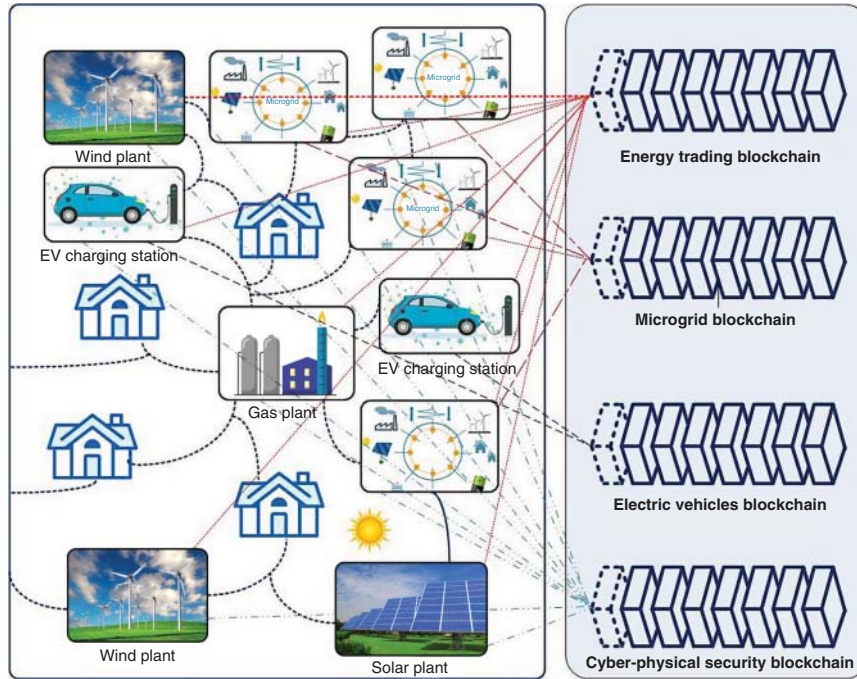 Microgrid
Microgrid
Wind plant
Energy trading blockchain
Microgrid
EV charging station
Microgrid blockchain
EV charging station
Gas plant
Electric vehicles blockchain
Wind plant
Solar plant
Cyber-physical security blockchain